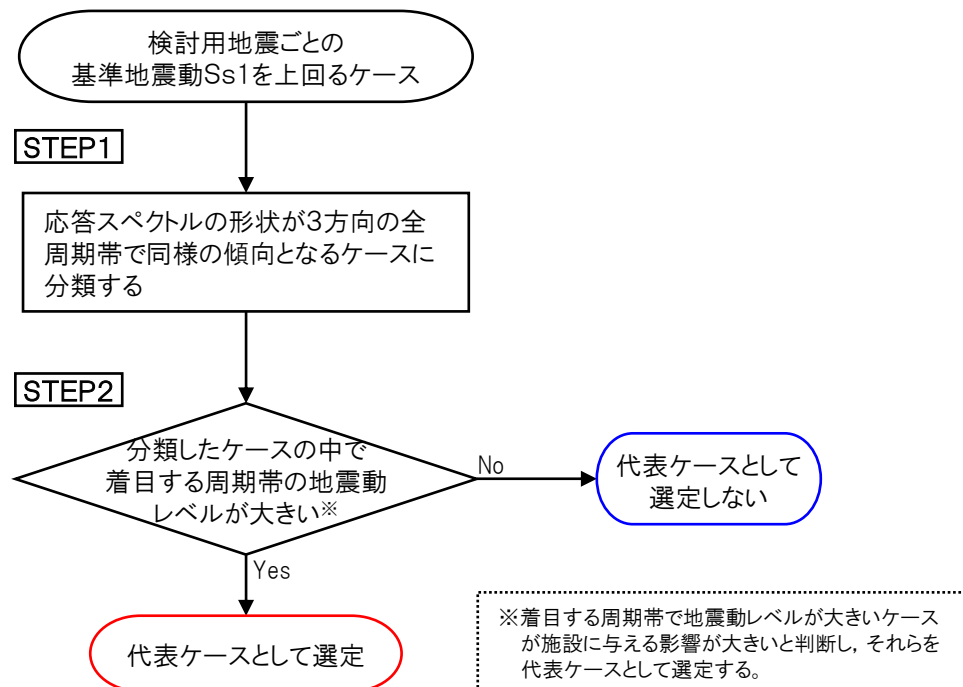 検討用地震ごとの
基準地震動Ss1を上回るケース
STEP1
応答スペクトルの形状が3方向の全
周期帯で同様の傾向となるケースに
分類する
STEP2
分類したケースの中で
着目する周期帯の地震動
レベルが大きい※
No
代表ケースとして
選定しない
Yes
代表ケースとして選定
※着目する周期帯で地震動レベルが大きいケース
が施設に与える影響が大きいと判断し，それらを
代表ケースとして選定する。